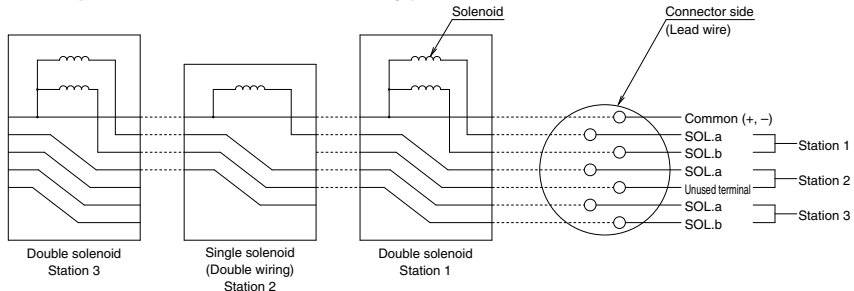 Solenoid
Connector side
(Lead wire)
Common (+, –)
SOL.a
SOL.b
Station 1
SOL.a
Unused terminal
Station 2
SOL.a
SOL.b
Station 3
Double solenoid
Station 3
Single solenoid
(Double wiring)
Station 2
Double solenoid
Station 1